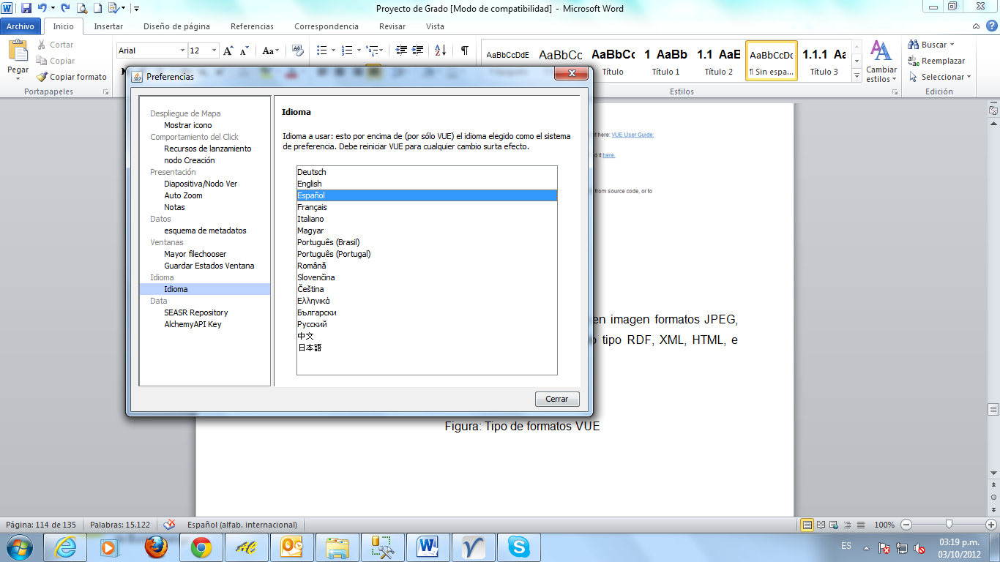 Proyecto de Grado [Modo de compatibilidad] - Microsoft Word
Archivo Inicio Insertar Diseño de página Referencias Correspondencia Revisar Vista
Pegar
Cortar
Copiar
Copiar formato
Portapapeles
Arial 12
AaBbCcDdE AaBbCc AaBbCc 1 AaBb 1.1 AaE AaBbCcDc 1.1.1 Aa
Título Título 1 Título 2 ¶ Sin espa... Título 3
Cambiar estilos
Estilos
Buscar
Reemplazar
Seleccionar
Edición
Preferencias
Despliegue de Mapa
Mostrar icono
Comportamiento del Click
Recursos de lanzamiento
nodo Creación
Presentación
Diapositiva/Nodo Ver
Auto Zoom
Notas
Datos
esquema de metadatos
Ventanas
Mayor filechooser
Guardar Estados Ventana
Idioma
Idioma
Data
SEASR Repository
AlchemyAPI Key
Idioma
Idioma a usar: esto por encima de (por sólo VUE) el idioma elegido como el sistema
de preferencia. Debe reiniciar VUE para cualquier cambio surta efecto.
Deutsch
English
Español
Français
Italiano
Magyar
Português (Brasil)
Português (Portugal)
Română
Slovenčina
Čeština
Ελληνικά
Български
Русский
中文
日本語
Cerrar
t here: VUE User Guide:
d it here.
from source code, or to
en imagen formatos JPEG,
o tipo RDF, XML, HTML, e
Figura: Tipo de formatos VUE
Página: 114 de 135 Palabras: 15.122 Español (alfab. internacional) 100%
ES 03:19 p.m.
03/10/2012